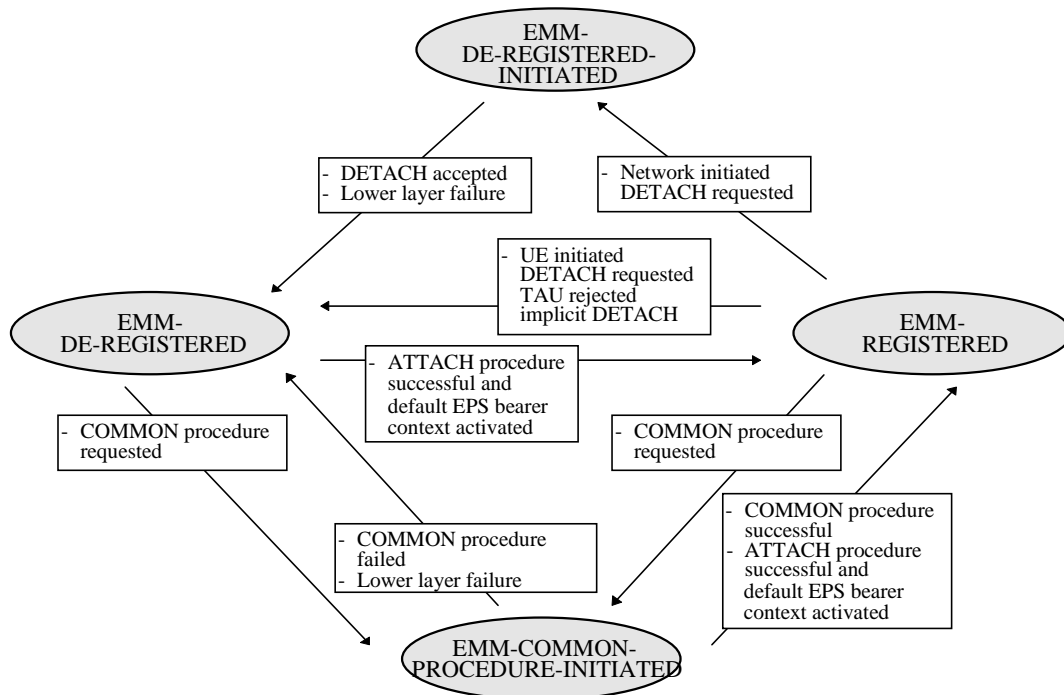 EMM-
DE-REGISTERED-
INITIATED
- DETACH accepted
- Lower layer failure
- Network initiated
DETACH requested
- UE initiated
DETACH requested
TAU rejected
implicit DETACH
EMM-
DE-REGISTERED
EMM-
REGISTERED
- ATTACH procedure
successful and
default EPS bearer
context activated
- COMMON procedure
requested
- COMMON procedure
requested
- COMMON procedure
failed
- Lower layer failure
- COMMON procedure
successful
- ATTACH procedure
successful and
default EPS bearer
context activated
EMM-COMMON-
PROCEDURE-INITIATED